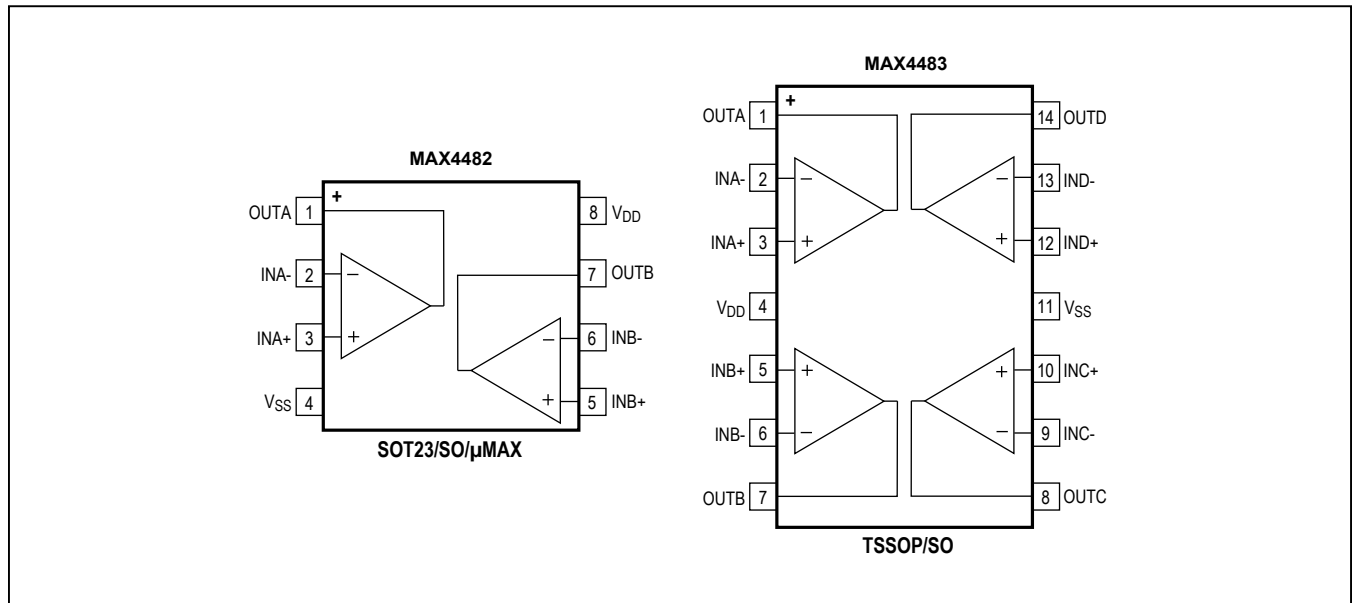 MAX4482
+
OUTA 1
8 VDD
INA- 2
−
7 OUTB
INA+ 3
+
−
6 INB-
VSS 4
+
5 INB+
SOT23/SO/μMAX
MAX4483
+
OUTA 1
14 OUTD
INA- 2
−
−
13 IND-
INA+ 3
+
+
12 IND+
VDD 4
11 VSS
INB+ 5
+
+
10 INC+
INB- 6
−
−
9 INC-
OUTB 7
8 OUTC
TSSOP/SO